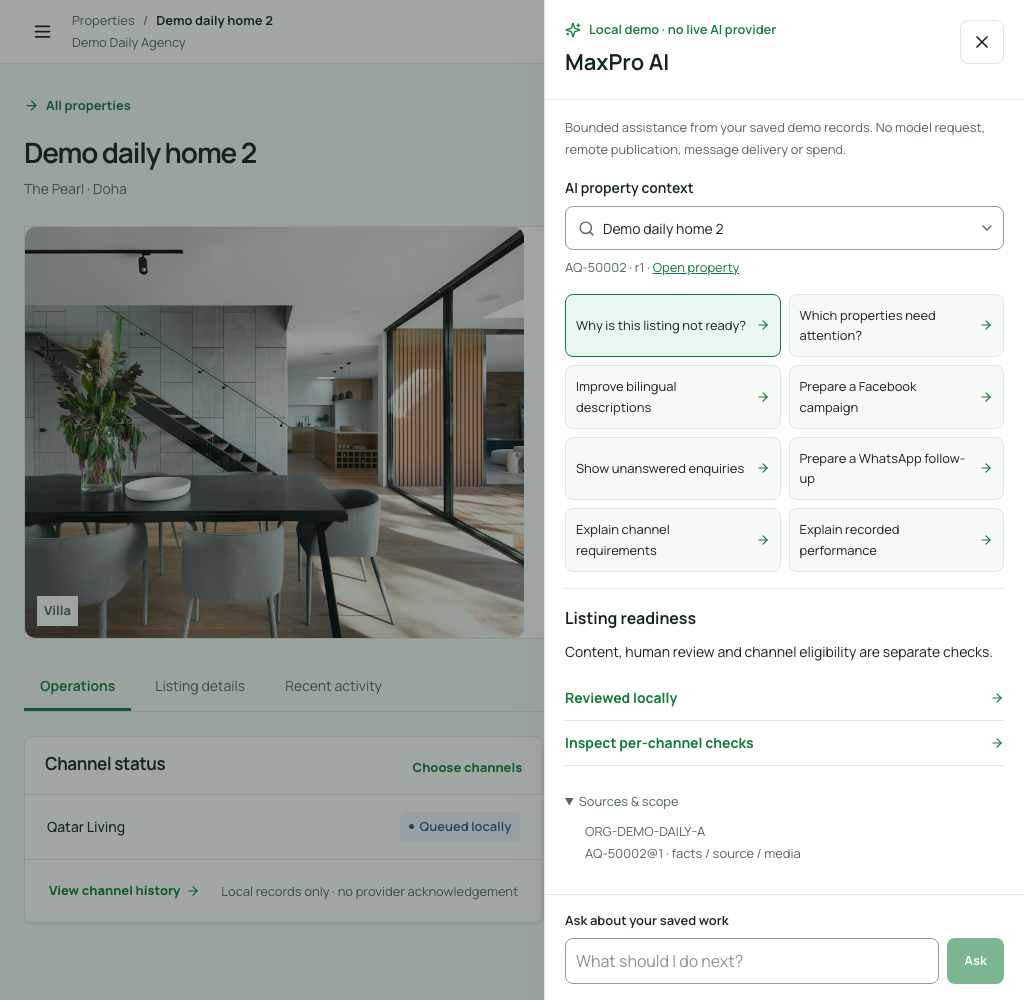 Properties / Demo daily home 2
Demo Daily Agency
All properties
Demo daily home 2
The Pearl · Doha
Villa
Operations
Listing details
Recent activity
Channel status
Choose channels
Qatar Living
Queued locally
View channel history
Local records only · no provider acknowledgement
Local demo · no live AI provider
MaxPro AI
Bounded assistance from your saved demo records. No model request,
remote publication, message delivery or spend.
AI property context
Demo daily home 2
AQ-50002 · r1 · Open property
Why is this listing not ready?
Which properties need
attention?
Improve bilingual
descriptions
Prepare a Facebook
campaign
Show unanswered enquiries
Prepare a WhatsApp follow-
up
Explain channel
requirements
Explain recorded
performance
Listing readiness
Content, human review and channel eligibility are separate checks.
Reviewed locally
Inspect per-channel checks
Sources & scope
ORG-DEMO-DAILY-A
AQ-50002@1 · facts / source / media
Ask about your saved work
What should I do next?
Ask